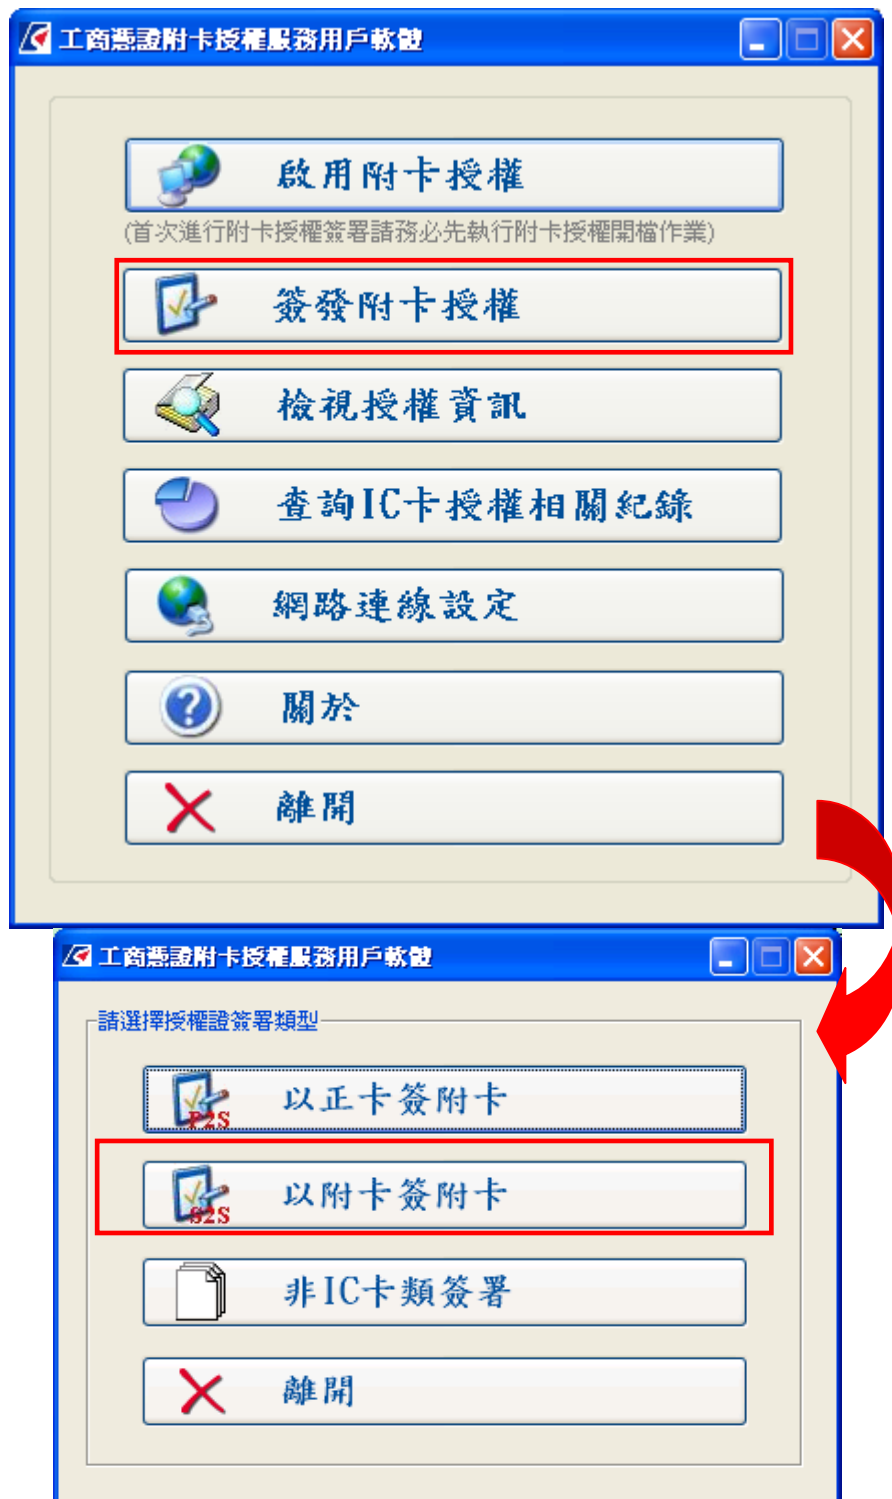 工商憑證附卡授權服務用戶軟體
啟用附卡授權
(首次進行附卡授權簽署請務必先執行附卡授權開檔作業)
簽發附卡授權
檢視授權資訊
查詢IC卡授權相關紀錄
網路連線設定
關於
離開
工商憑證附卡授權服務用戶軟體
請選擇授權證簽署類型
P2S
以正卡簽附卡
S2S
以附卡簽附卡
非IC卡類簽署
離開